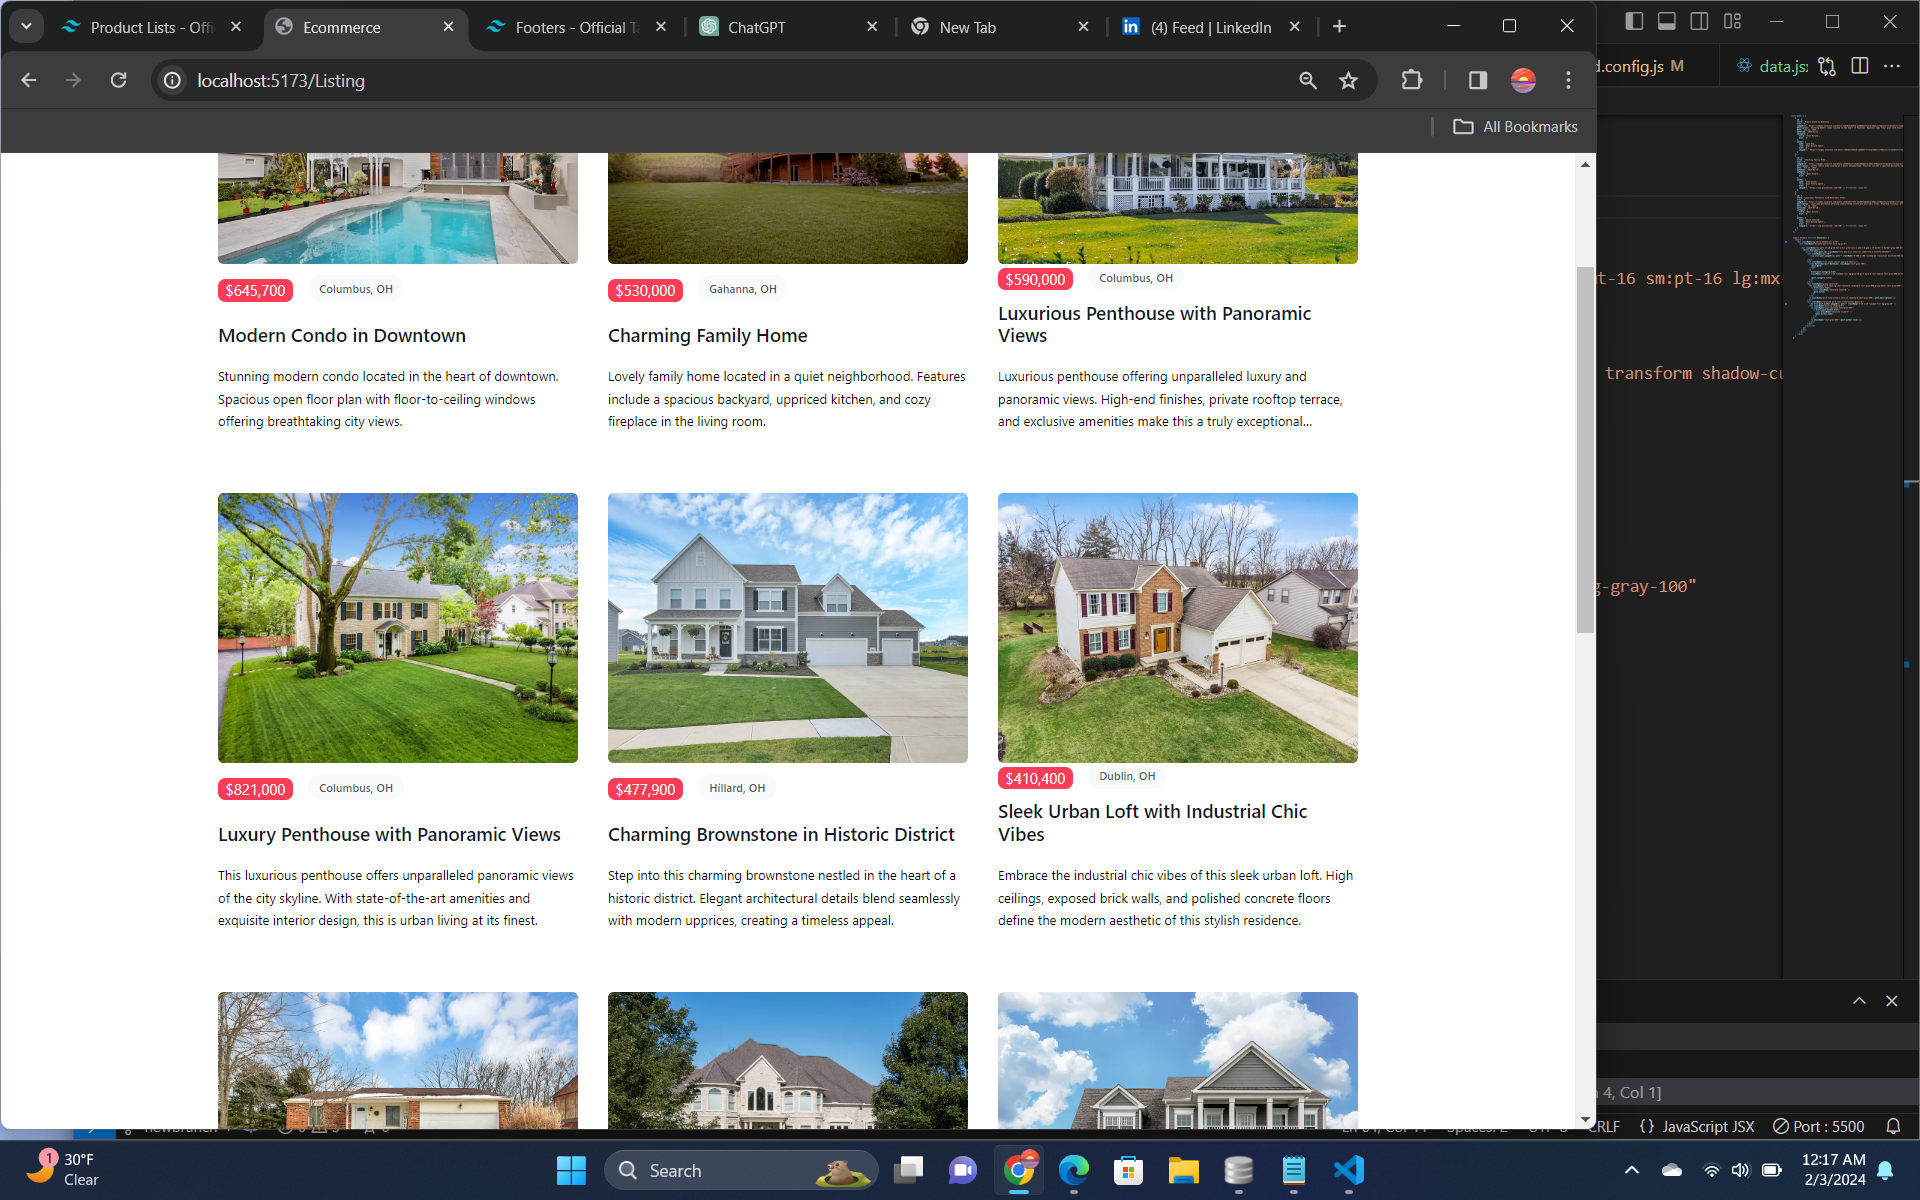 Product Lists - Offi
Ecommerce
Footers - Official Ta
ChatGPT
New Tab
(4) Feed | LinkedIn
localhost:5173/Listing
All Bookmarks
d.config.js M
data.js
t-16 sm:pt-16 lg:mx-
transform shadow-cu
g-gray-100"
$645,700 Columbus, OH
Modern Condo in Downtown
Stunning modern condo located in the heart of downtown.
Spacious open floor plan with floor-to-ceiling windows
offering breathtaking city views.
$530,000 Gahanna, OH
Charming Family Home
Lovely family home located in a quiet neighborhood. Features
include a spacious backyard, uppriced kitchen, and cozy
fireplace in the living room.
$590,000 Columbus, OH
Luxurious Penthouse with Panoramic
Views
Luxurious penthouse offering unparalleled luxury and
panoramic views. High-end finishes, private rooftop terrace,
and exclusive amenities make this a truly exceptional...
$821,000 Columbus, OH
Luxury Penthouse with Panoramic Views
This luxurious penthouse offers unparalleled panoramic views
of the city skyline. With state-of-the-art amenities and
exquisite interior design, this is urban living at its finest.
$477,900 Hillard, OH
Charming Brownstone in Historic District
Step into this charming brownstone nestled in the heart of a
historic district. Elegant architectural details blend seamlessly
with modern upprices, creating a timeless appeal.
$410,400 Dublin, OH
Sleek Urban Loft with Industrial Chic
Vibes
Embrace the industrial chic vibes of this sleek urban loft. High
ceilings, exposed brick walls, and polished concrete floors
define the modern aesthetic of this stylish residence.
4, Col 1]
CRLF {} JavaScript JSX Port : 5500
1
30°F
Clear
Search
12:17 AM
2/3/2024